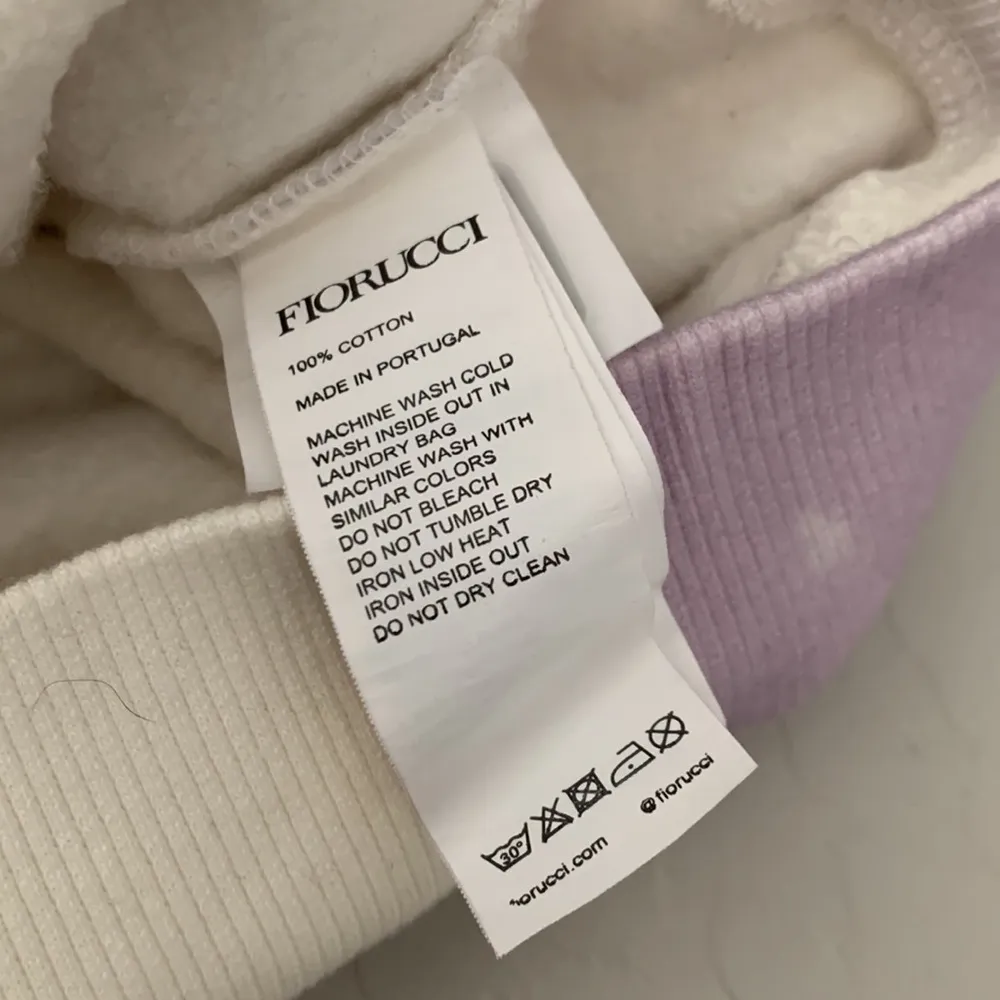 FIORUCCI
100% COTTON
MADE IN PORTUGAL
MACHINE WASH COLD
WASH INSIDE OUT IN
LAUNDRY BAG
MACHINE WASH WITH
SIMILAR COLORS
DO NOT BLEACH
DO NOT TUMBLE DRY
IRON LOW HEAT
IRON INSIDE OUT
DO NOT DRY CLEAN
30°
fiorucci.com
@fiorucci